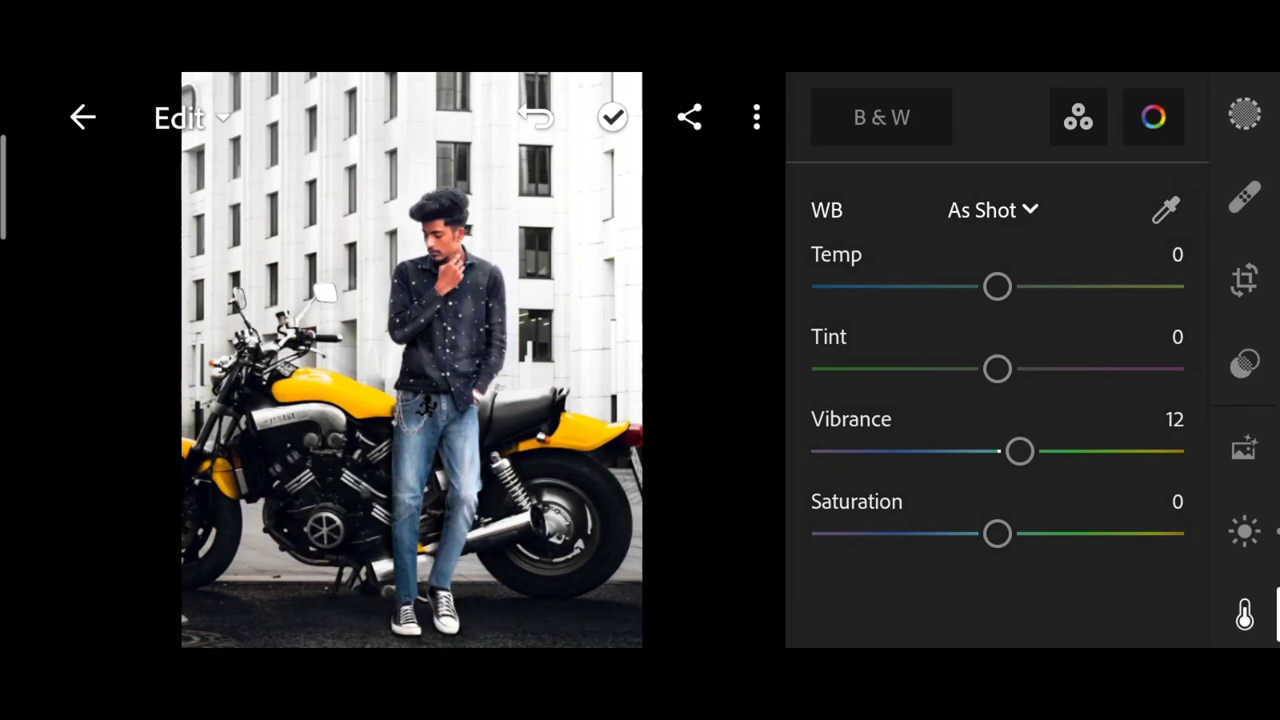 Edit
B & W
WB
As Shot
Temp
0
Tint
0
Vibrance
12
Saturation
0